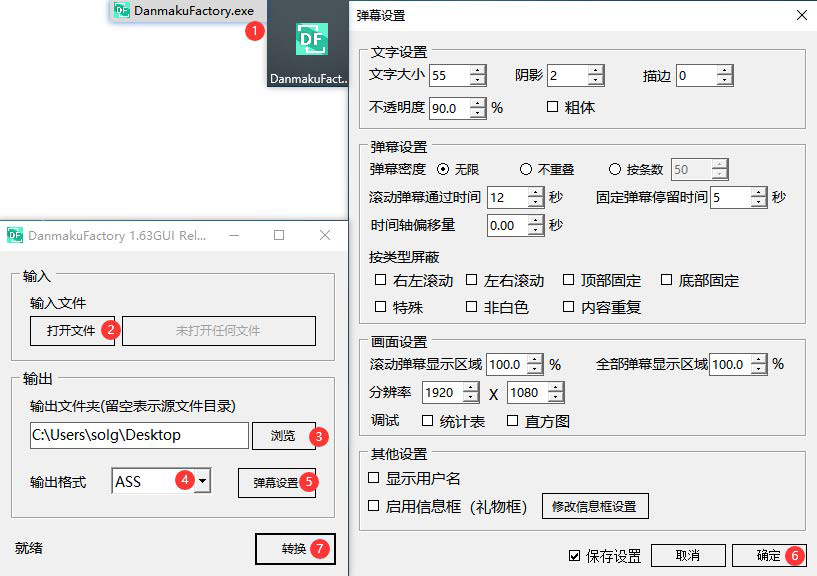 DanmakuFactory.exe
1
DF
DanmakuFact...
DF DanmakuFactory 1.63GUI Rel...
输入
输入文件
打开文件 2 未打开任何文件
输出
输出文件夹(留空表示源文件目录)
C:\Users\solg\Desktop 浏览 3
输出格式 ASS 4 弹幕设置 5
就绪 转换 7
弹幕设置
文字设置
文字大小 55 阴影 2 描边 0
不透明度 90.0 % 粗体
弹幕设置
弹幕密度 无限 不重叠 按条数 50
滚动弹幕通过时间 12 秒 固定弹幕停留时间 5 秒
时间轴偏移量 0.00 秒
按类型屏蔽
右左滚动 左右滚动 顶部固定 底部固定
特殊 非白色 内容重复
画面设置
滚动弹幕显示区域 100.0 % 全部弹幕显示区域 100.0 %
分辨率 1920 X 1080
调试 统计表 直方图
其他设置
显示用户名
启用信息框（礼物框） 修改信息框设置
保存设置 取消 确定 6